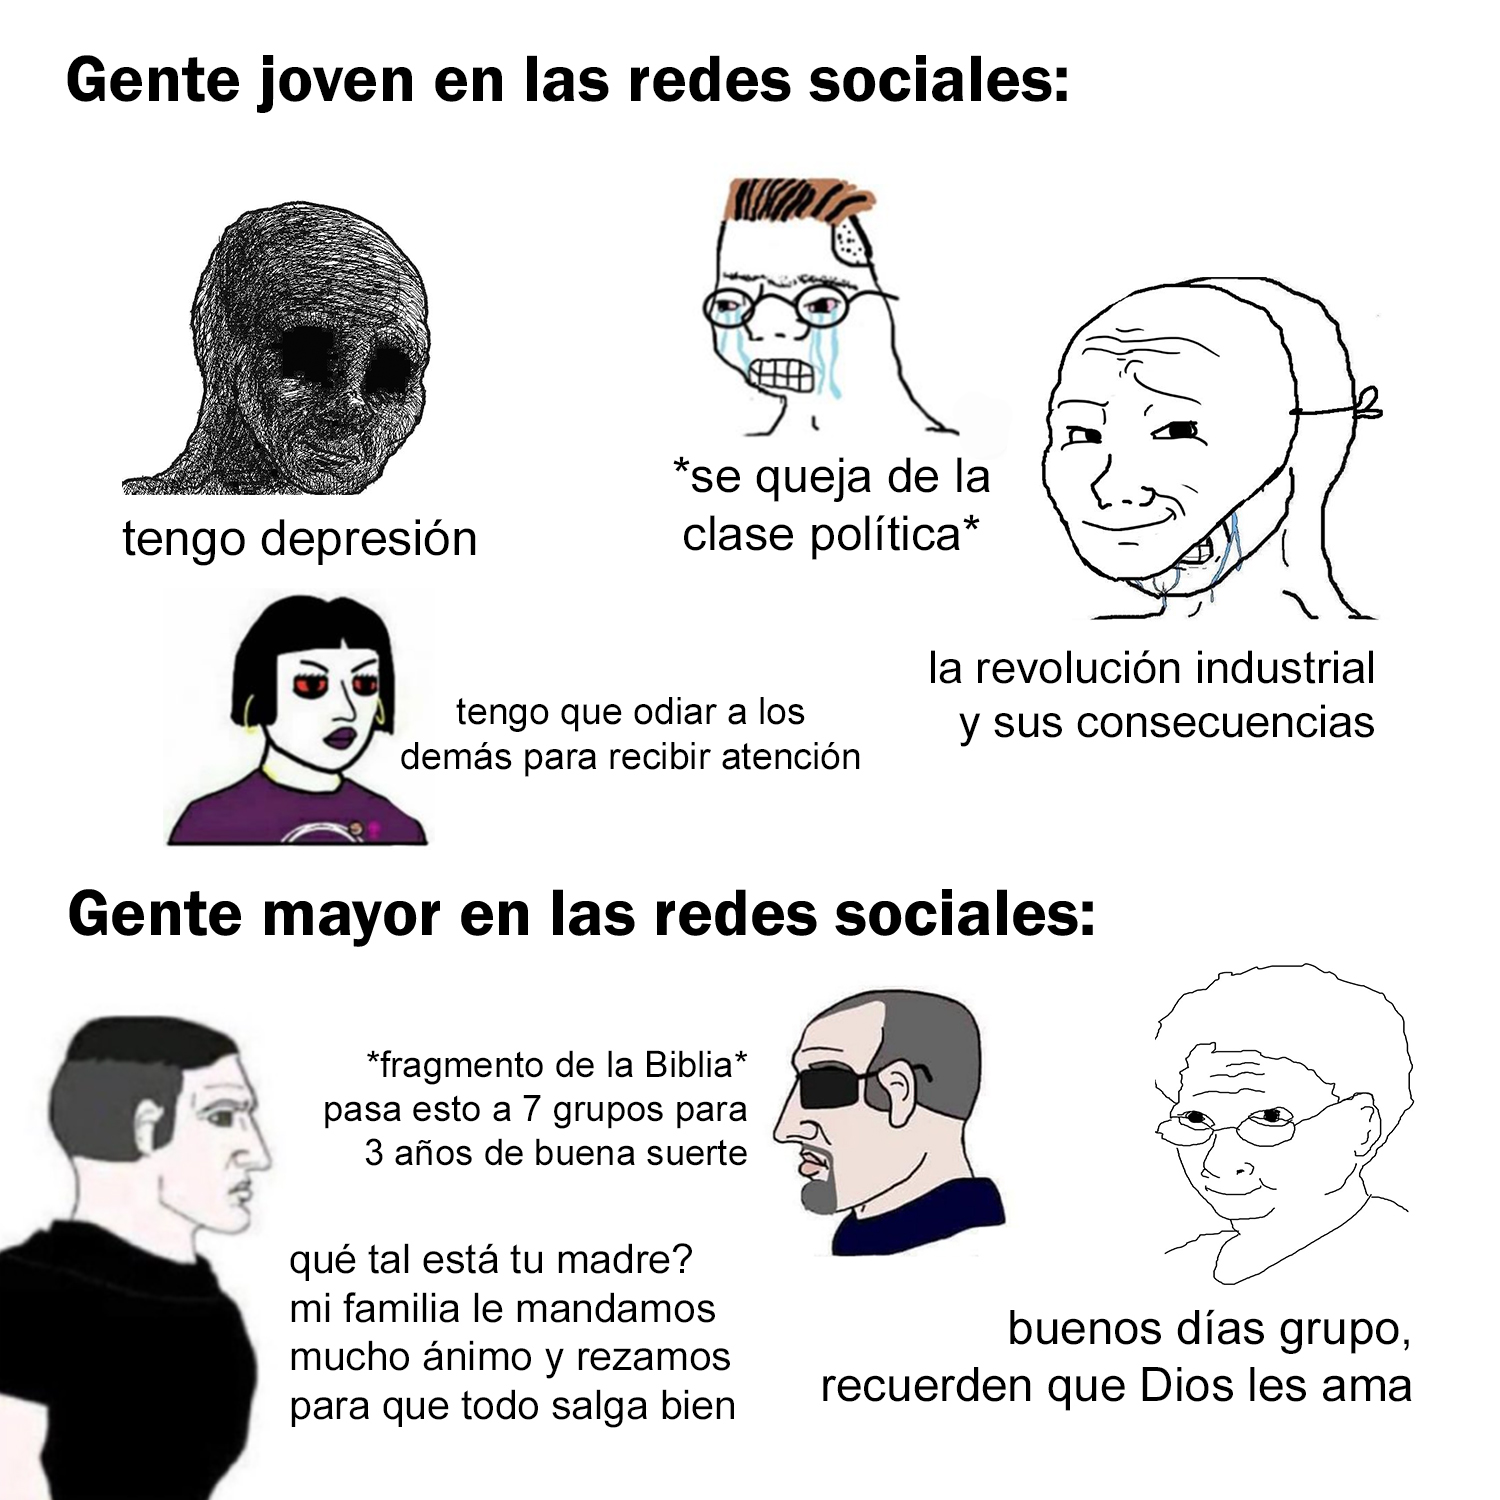 Gente joven en las redes sociales:
tengo depresión
*se queja de la
clase política*
la revolución industrial
y sus consecuencias
tengo que odiar a los
demás para recibir atención
Gente mayor en las redes sociales:
*fragmento de la Biblia*
pasa esto a 7 grupos para
3 años de buena suerte
qué tal está tu madre?
mi familia le mandamos
mucho ánimo y rezamos
para que todo salga bien
buenos días grupo,
recuerden que Dios les ama